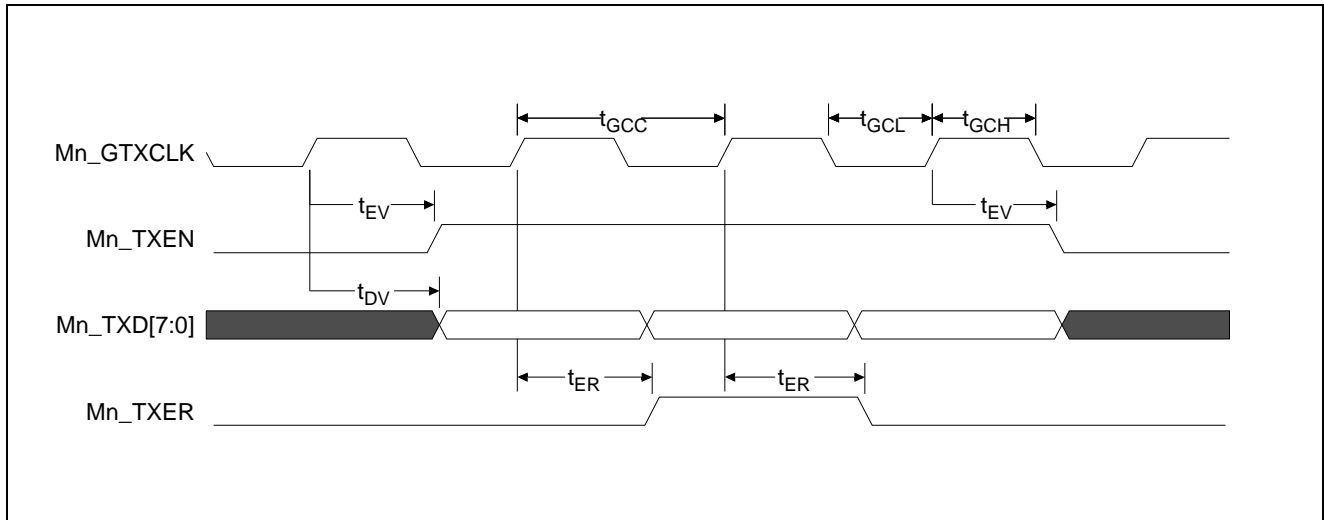 tGCC
tGCL
tGCH
Mn_GTXCLK
tEV
tEV
Mn_TXEN
tDV
Mn_TXD[7:0]
tER
tER
Mn_TXER